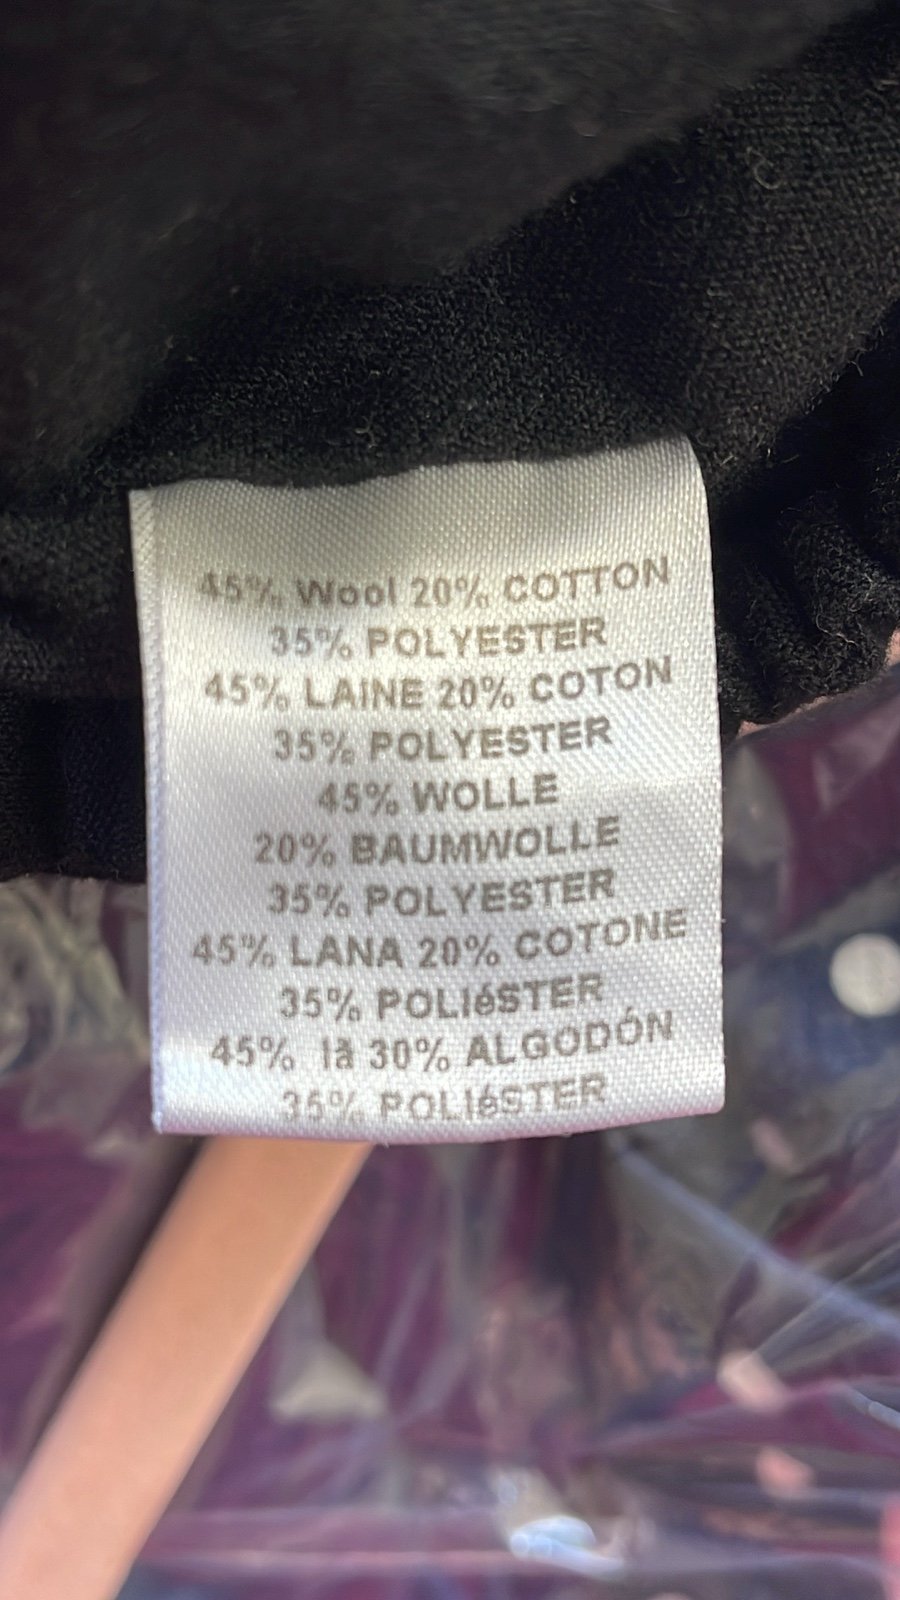 45% Wool 20% COTTON
35% POLYESTER
45% LAINE 20% COTON
35% POLYESTER
45% WOLLE
20% BAUMWOLLE
35% POLYESTER
45% LANA 20% COTONE
35% POLIéSTER
45% lã 30% ALGODÓN
35% POLIéSTER